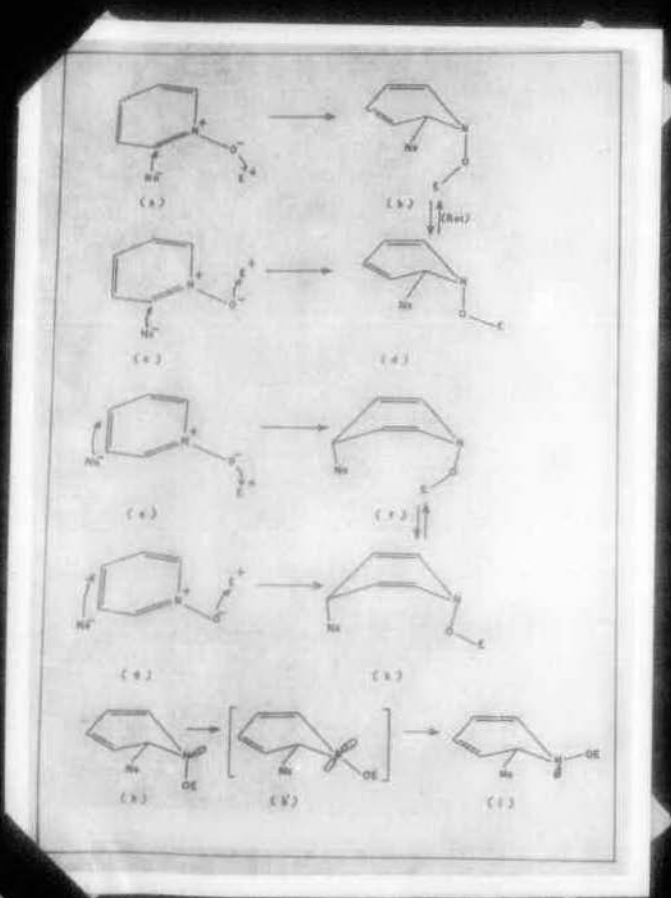 N+
O-
E+
Nu-
N
O
Nu
E
(a)
(b)
(Rot)
N+
E+
O-
Nu-
N
Nu
O
E
(c)
(d)
N+
O-
E+
Nu-
N
O
Nu
E
(e)
(f)
N+
E+
O-
Nu-
N
Nu
O
E
(g)
N
Nu
OE
N
Nu
OE
N
OE
Nu
(b')
(i)